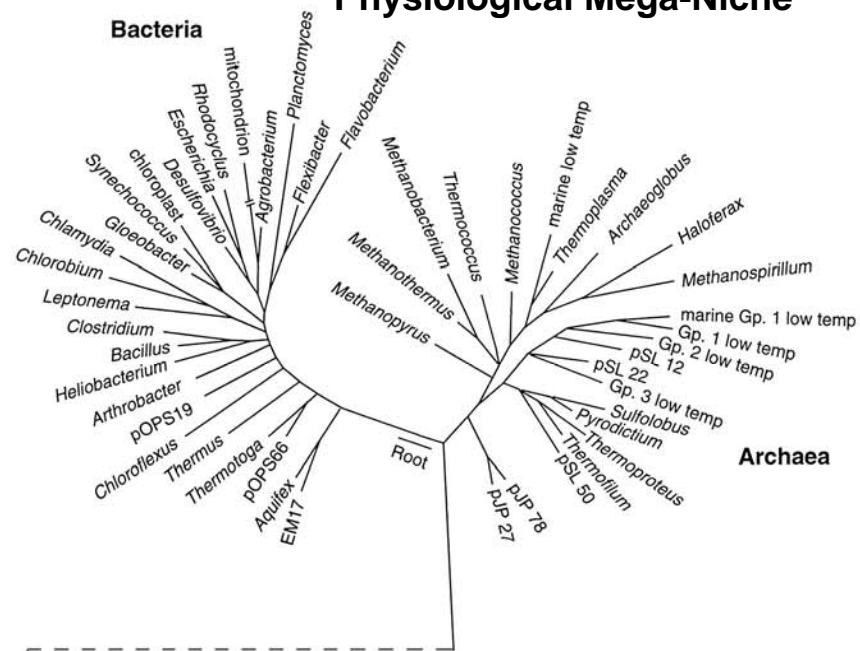 Physiological Mega-Niche
Bacteria
Planctomyces
mitochondrion
Flavobacterium
Rhodocyclus
Escherichia
Agrobacterium
Flexibacter
Desulfovibrio
chloroplast
Synechococcus
Gloeobacter
Chlamydia
Chlorobium
Leptonema
Clostridium
Bacillus
Heliobacterium
Arthrobacter
pOPS19
Chloroflexus
Thermus
Thermotoga
pOPS66
Aquifex
EM17
Root
Methanopyrus
Methanothermus
Methanobacterium
Thermococcus
Methanococcus
marine low temp
Thermoplasma
Archaeoglobus
Haloferax
Methanospirillum
marine Gp. 1 low temp
Gp. 1 low temp
Gp. 2 low temp
pSL 12
pSL 22
Gp. 3 low temp
Sulfolobus
Pyrodictium
Thermoproteus
Thermofilum
pSL 50
pJP 78
pJP 27
Archaea